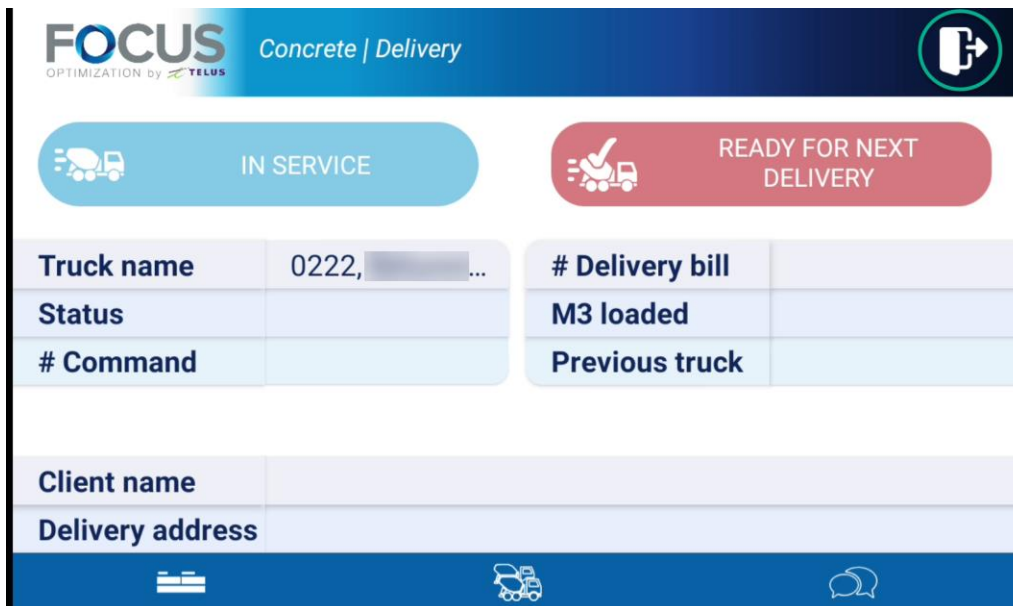 FOCUS
OPTIMIZATION by TELUS
Concrete | Delivery
IN SERVICE
READY FOR NEXT
DELIVERY
Truck name 0222, ...
Status
# Command
# Delivery bill
M3 loaded
Previous truck
Client name
Delivery address